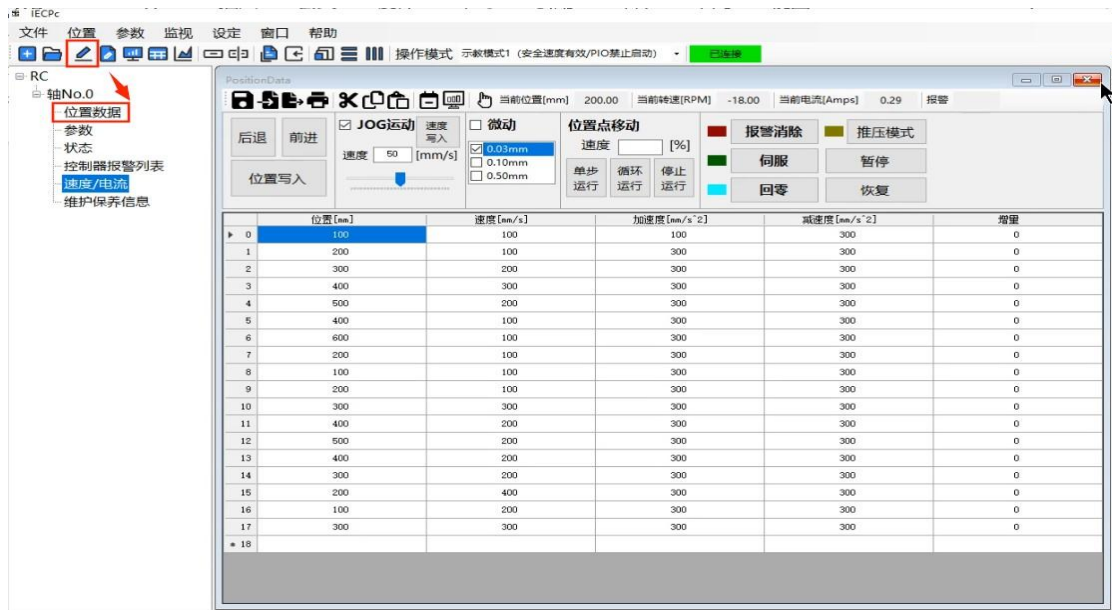 IECPc
文件 位置 参数 监视 设定 窗口 帮助
操作模式 示教模式1（安全速度有效/PIO禁止启动） 已连接
RC
轴No.0
位置数据
参数
状态
控制器报警列表
速度/电流
维护保养信息
PositionData
当前位置[mm] 200.00 当前转速[RPM] -18.00 当前电流[Amps] 0.29 报警
后退 前进 位置写入
JOG运动 速度写入
速度 50 [mm/s]
微动
0.03mm
0.10mm
0.50mm
位置点移动
速度 [%]
单步运行 循环运行 停止运行
报警消除 推压模式
伺服 暂停
回零 恢复
位置[mm] 速度[mm/s] 加速度[mm/s^2] 减速度[mm/s^2] 增量
0 100 100 100 300 0
1 200 100 300 300 0
2 300 200 300 300 0
3 400 300 300 300 0
4 500 200 300 300 0
5 400 100 300 300 0
6 600 100 300 300 0
7 200 100 300 300 0
8 100 100 300 300 0
9 200 100 300 300 0
10 300 300 300 300 0
11 400 200 300 300 0
12 500 200 300 300 0
13 400 200 300 300 0
14 300 200 300 300 0
15 200 400 300 300 0
16 100 200 300 300 0
17 300 300 300 300 0
18